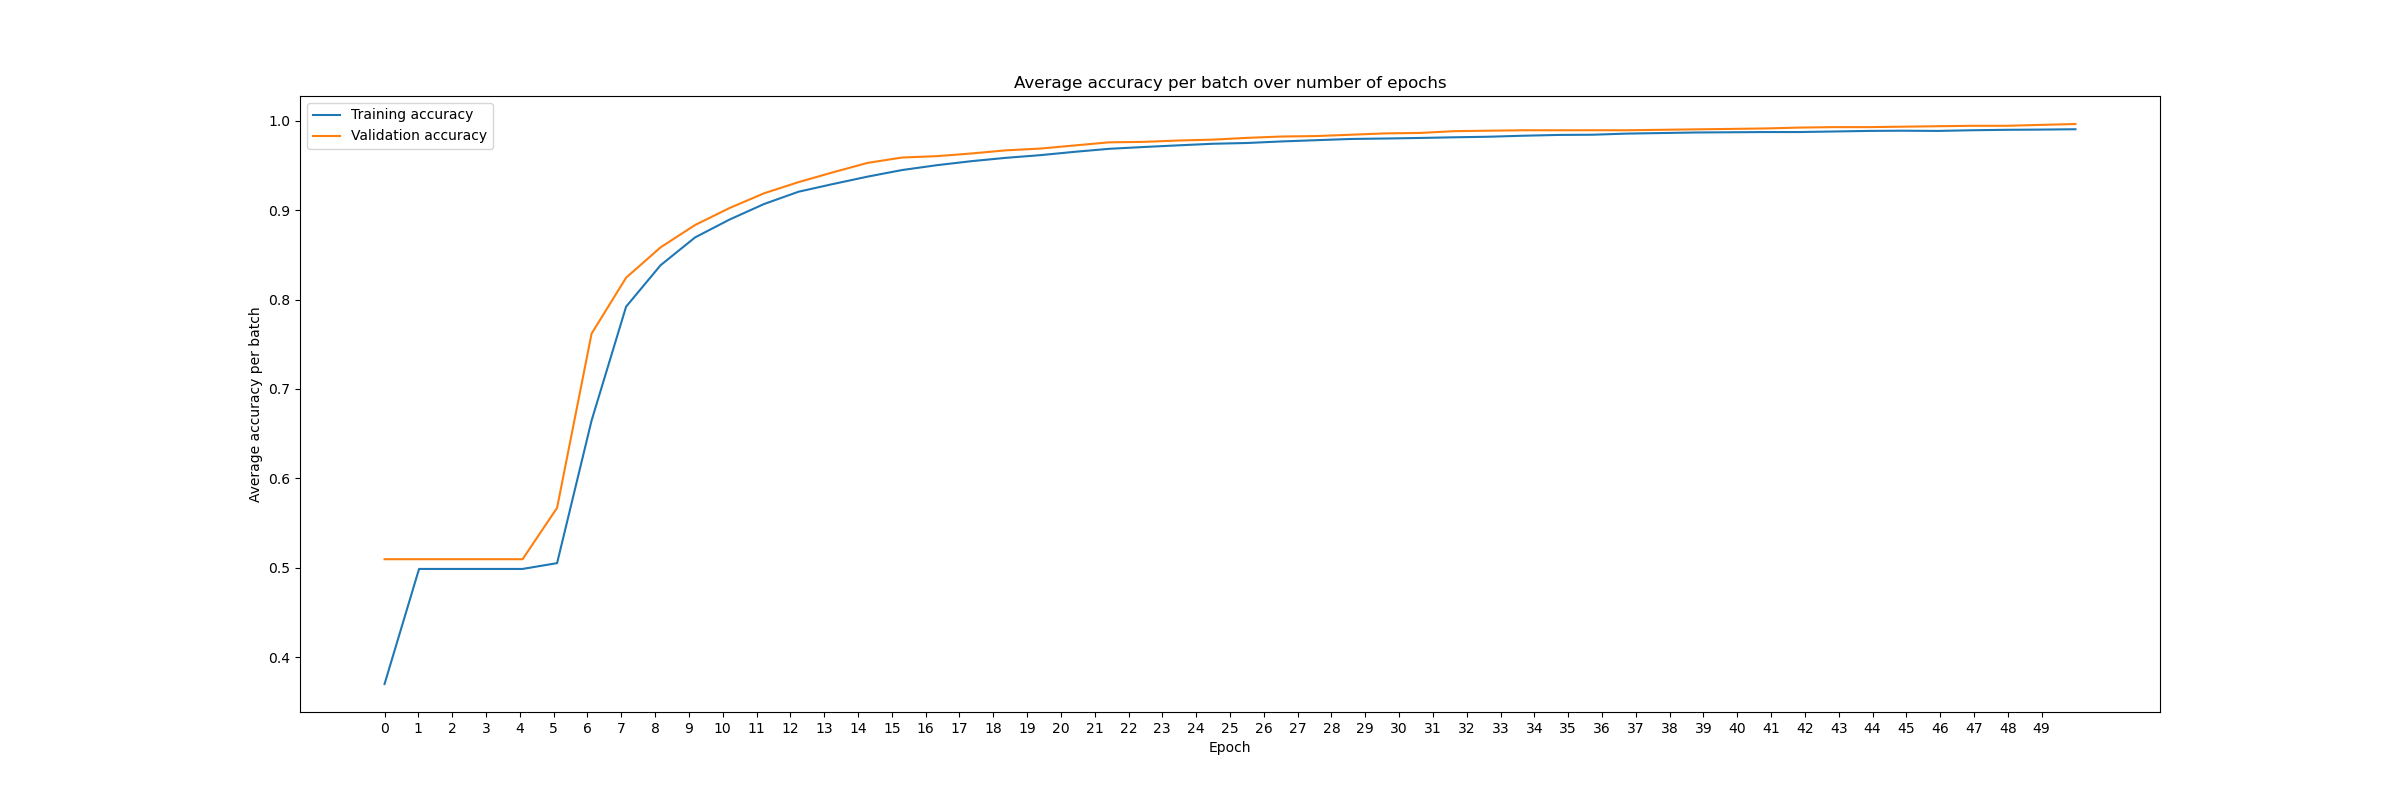 Average accuracy per batch over number of epochs
Training accuracy
Validation accuracy
1.0
0.9
0.8
0.7
0.6
0.5
0.4
Average accuracy per batch
0 1 2 3 4 5 6 7 8 9 10 11 12 13 14 15 16 17 18 19 20 21 22 23 24 25 26 27 28 29 30 31 32 33 34 35 36 37 38 39 40 41 42 43 44 45 46 47 48 49
Epoch